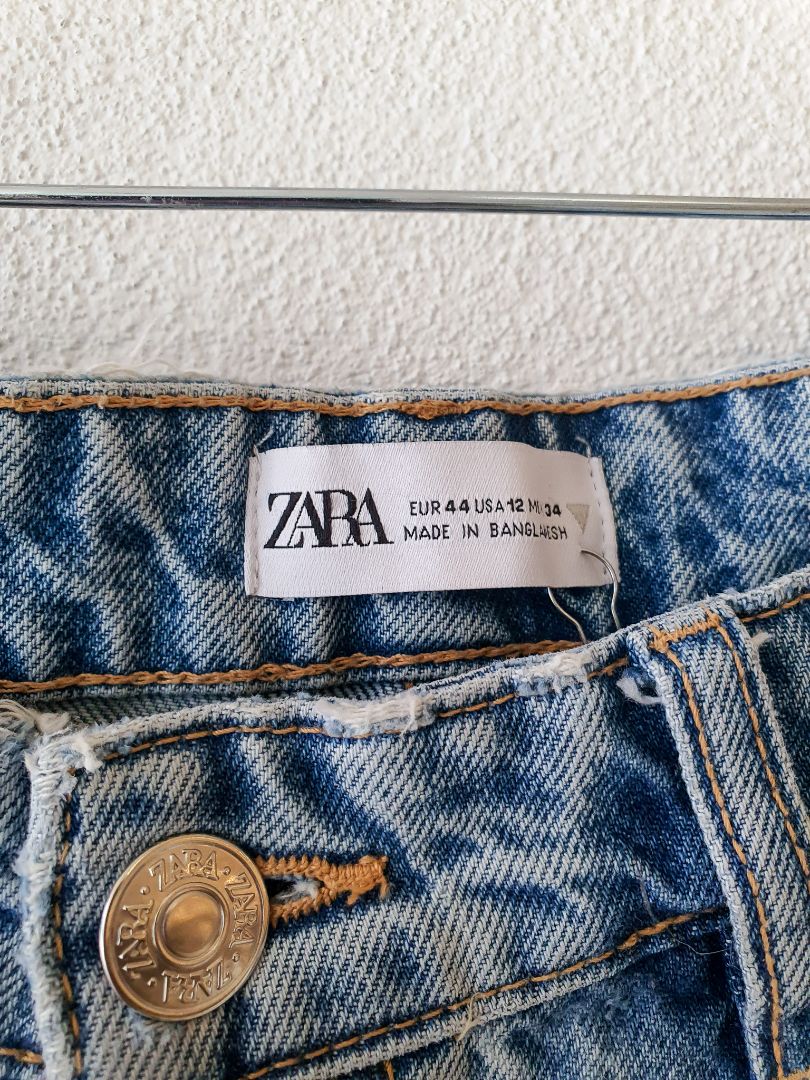 ZARA
EUR 44 USA 12 MEX 34
MADE IN BANGLADESH
ZARA · ZARA · ZARA · ZARA ·